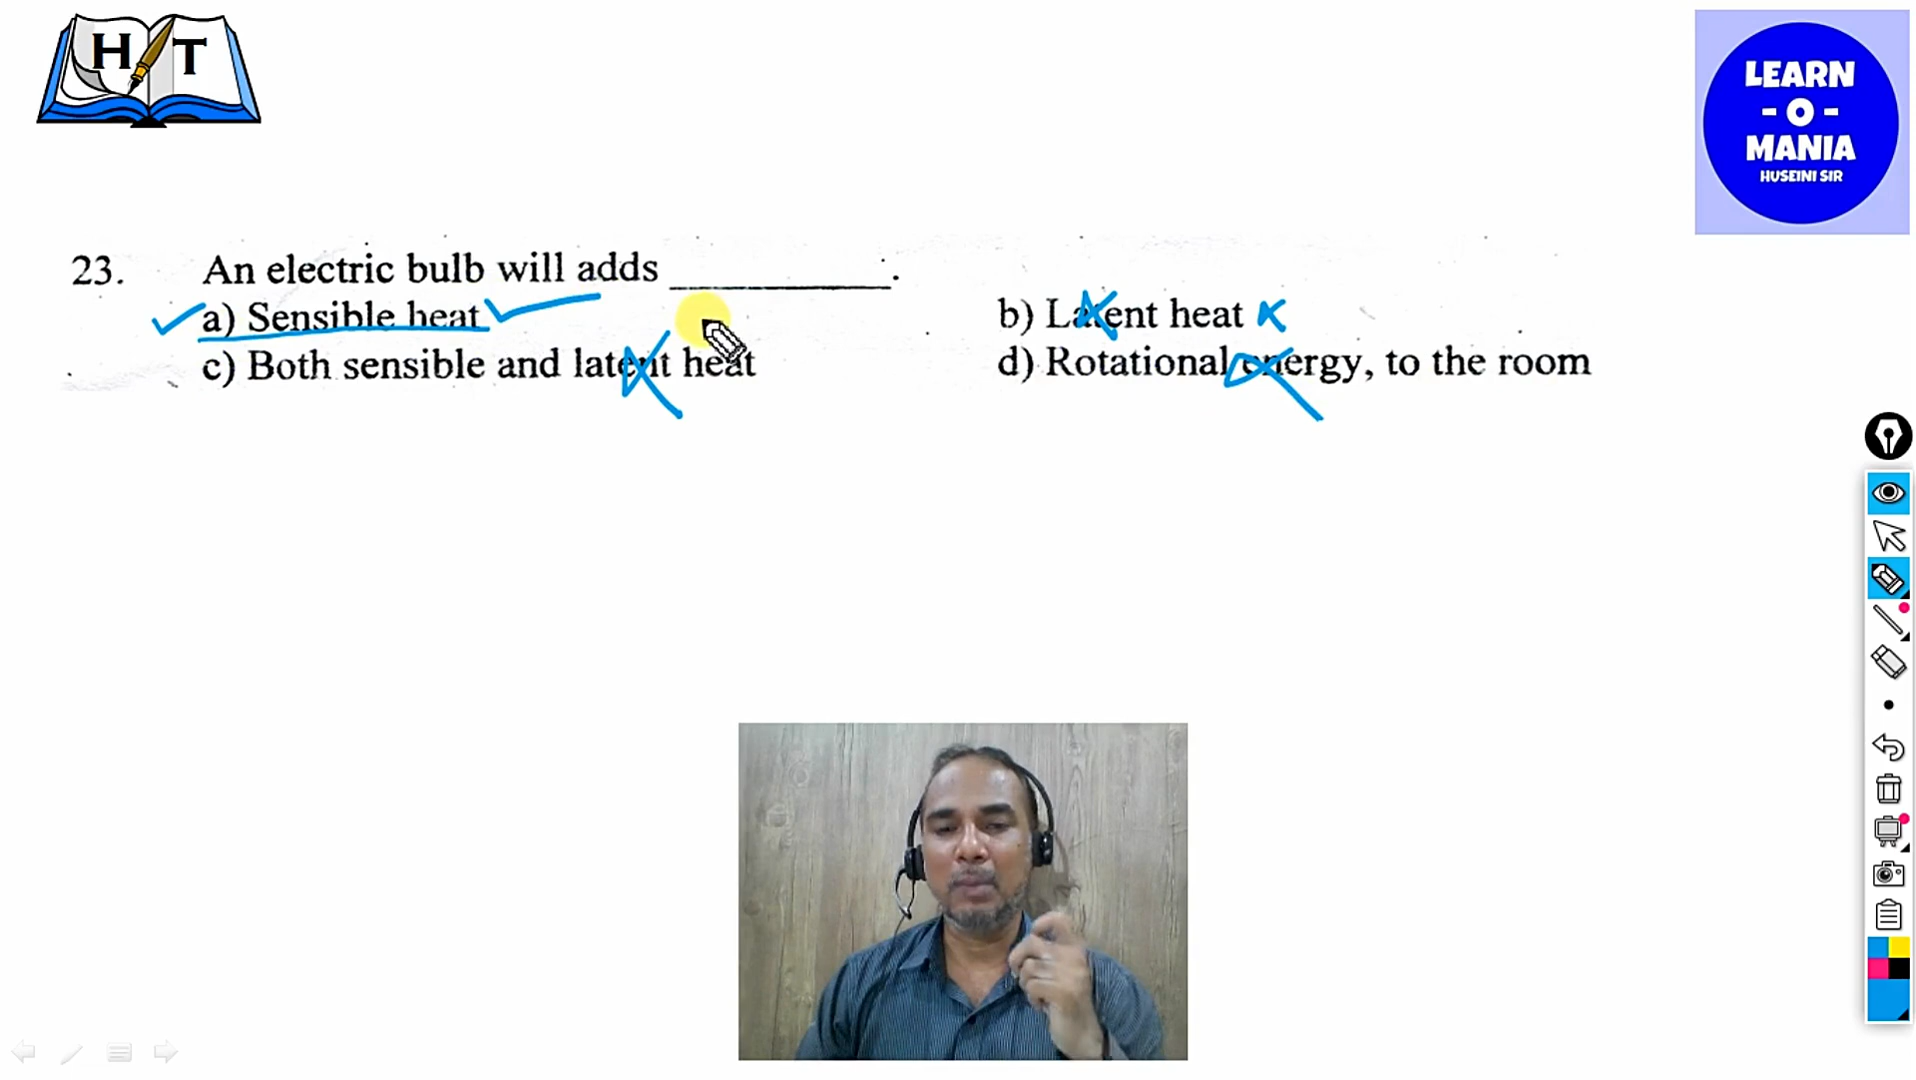 H T
LEARN
- O -
MANIA
HUSEINI SIR
23. An electric bulb will adds __________.
a) Sensible heat
b) Latent heat
c) Both sensible and latent heat
d) Rotational energy, to the room